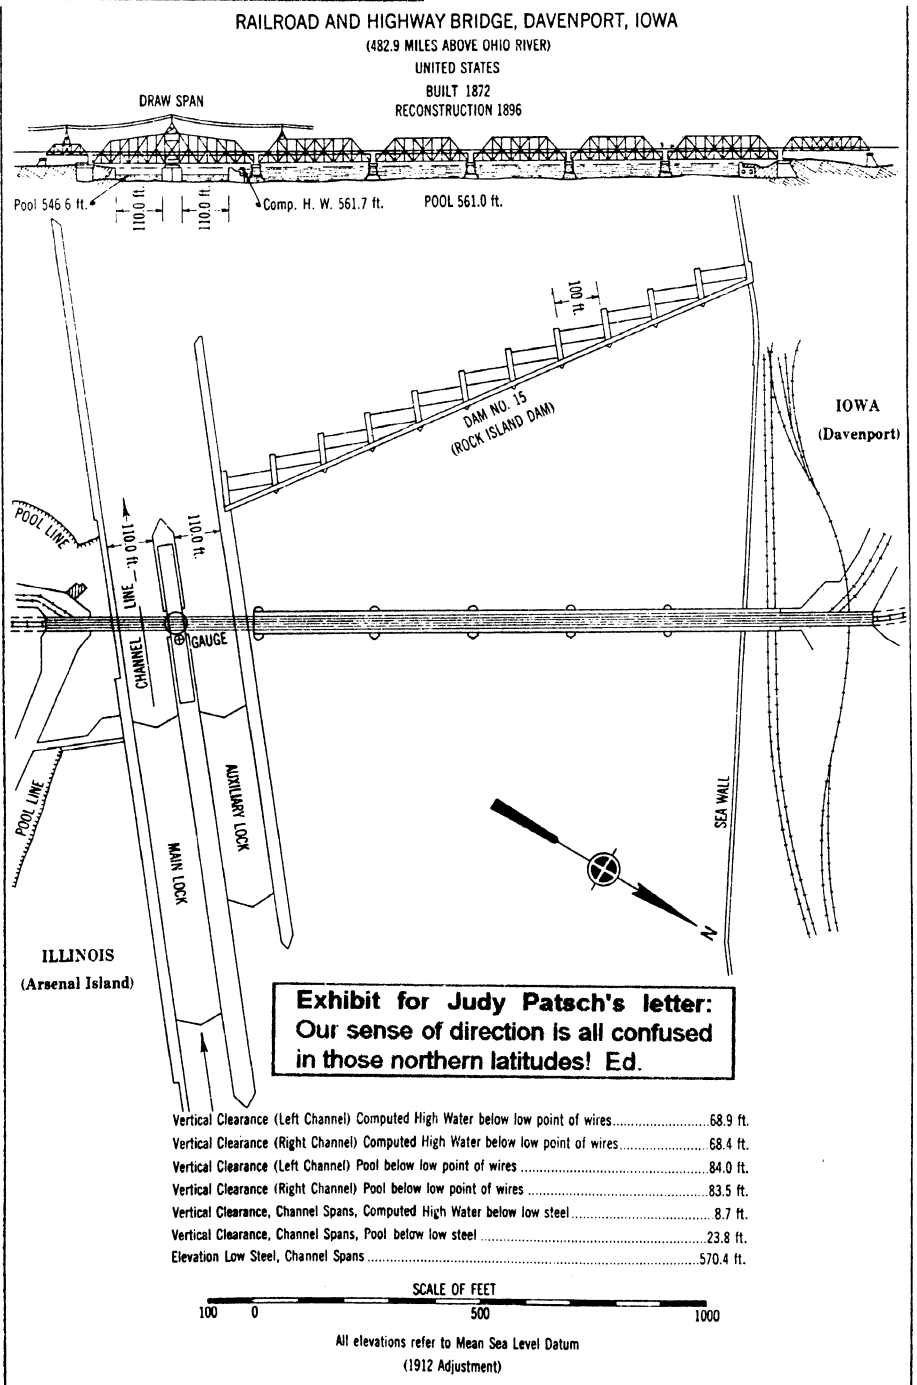 RAILROAD AND HIGHWAY BRIDGE, DAVENPORT, IOWA
(482.9 MILES ABOVE OHIO RIVER)
UNITED STATES
BUILT 1872
RECONSTRUCTION 1896
DRAW SPAN
Pool 546.6 ft.
110.0 ft.
110.0 ft.
Comp. H. W. 561.7 ft.
POOL 561.0 ft.
100 ft.
DAM NO. 15
(ROCK ISLAND DAM)
IOWA
(Davenport)
POOL LINE
110.0 ft.
110.0 ft.
CHANNEL LINE
GAUGE
POOL LINE
MAIN LOCK
AUXILIARY LOCK
SEA WALL
N
ILLINOIS
(Arsenal Island)
Exhibit for Judy Patsch's letter:
Our sense of direction is all confused
in those northern latitudes! Ed.
Vertical Clearance (Left Channel) Computed High Water below low point of wires....................68.9 ft.
Vertical Clearance (Right Channel) Computed High Water below low point of wires..................68.4 ft.
Vertical Clearance (Left Channel) Pool below low point of wires ........................................84.0 ft.
Vertical Clearance (Right Channel) Pool below low point of wires ......................................83.5 ft.
Vertical Clearance, Channel Spans, Computed High Water below low steel..............................8.7 ft.
Vertical Clearance, Channel Spans, Pool below low steel ................................................23.8 ft.
Elevation Low Steel, Channel Spans ......................................................................570.4 ft.
SCALE OF FEET
100 0 500 1000
All elevations refer to Mean Sea Level Datum
(1912 Adjustment)